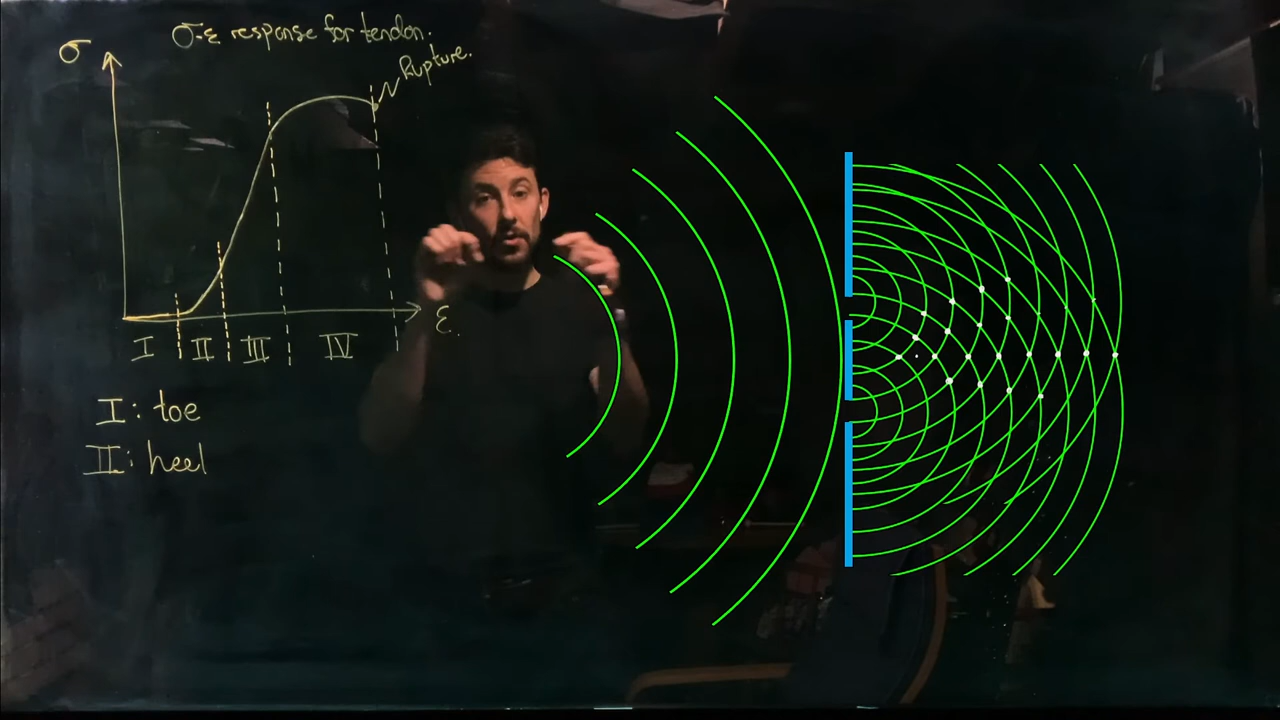 σ-ε response for tendon.
Rupture.
σ
ε.
I II III IV
I: toe
II: heel